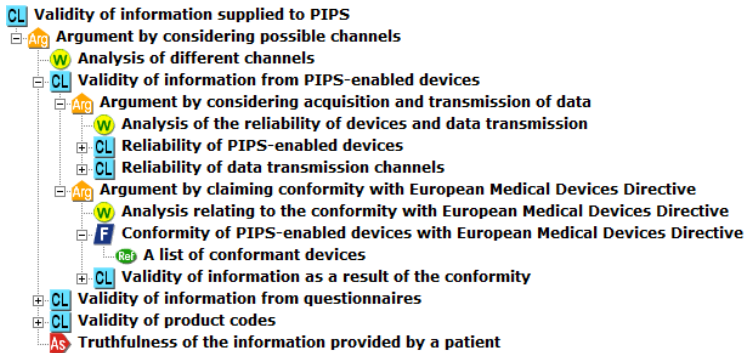 CL Validity of information supplied to PIPS
Arg Argument by considering possible channels
W Analysis of different channels
CL Validity of information from PIPS-enabled devices
Arg Argument by considering acquisition and transmission of data
W Analysis of the reliability of devices and data transmission
CL Reliability of PIPS-enabled devices
CL Reliability of data transmission channels
Arg Argument by claiming conformity with European Medical Devices Directive
W Analysis relating to the conformity with European Medical Devices Directive
F Conformity of PIPS-enabled devices with European Medical Devices Directive
Ref A list of conformant devices
CL Validity of information as a result of the conformity
CL Validity of information from questionnaires
CL Validity of product codes
As Truthfulness of the information provided by a patient